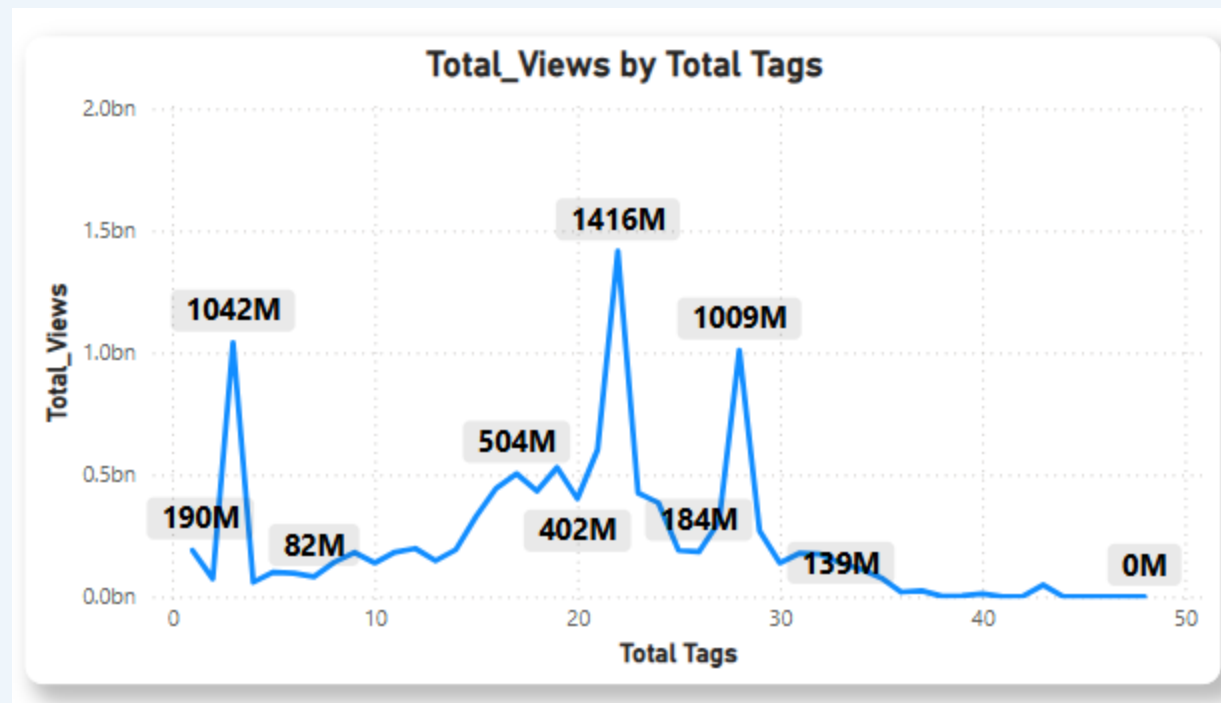 Total_Views by Total Tags
2.0bn
1.5bn
1.0bn
0.5bn
0.0bn
Total_Views
1416M
1042M
1009M
504M
190M
402M
184M
82M
139M
0M
0
10
20
30
40
50
Total Tags